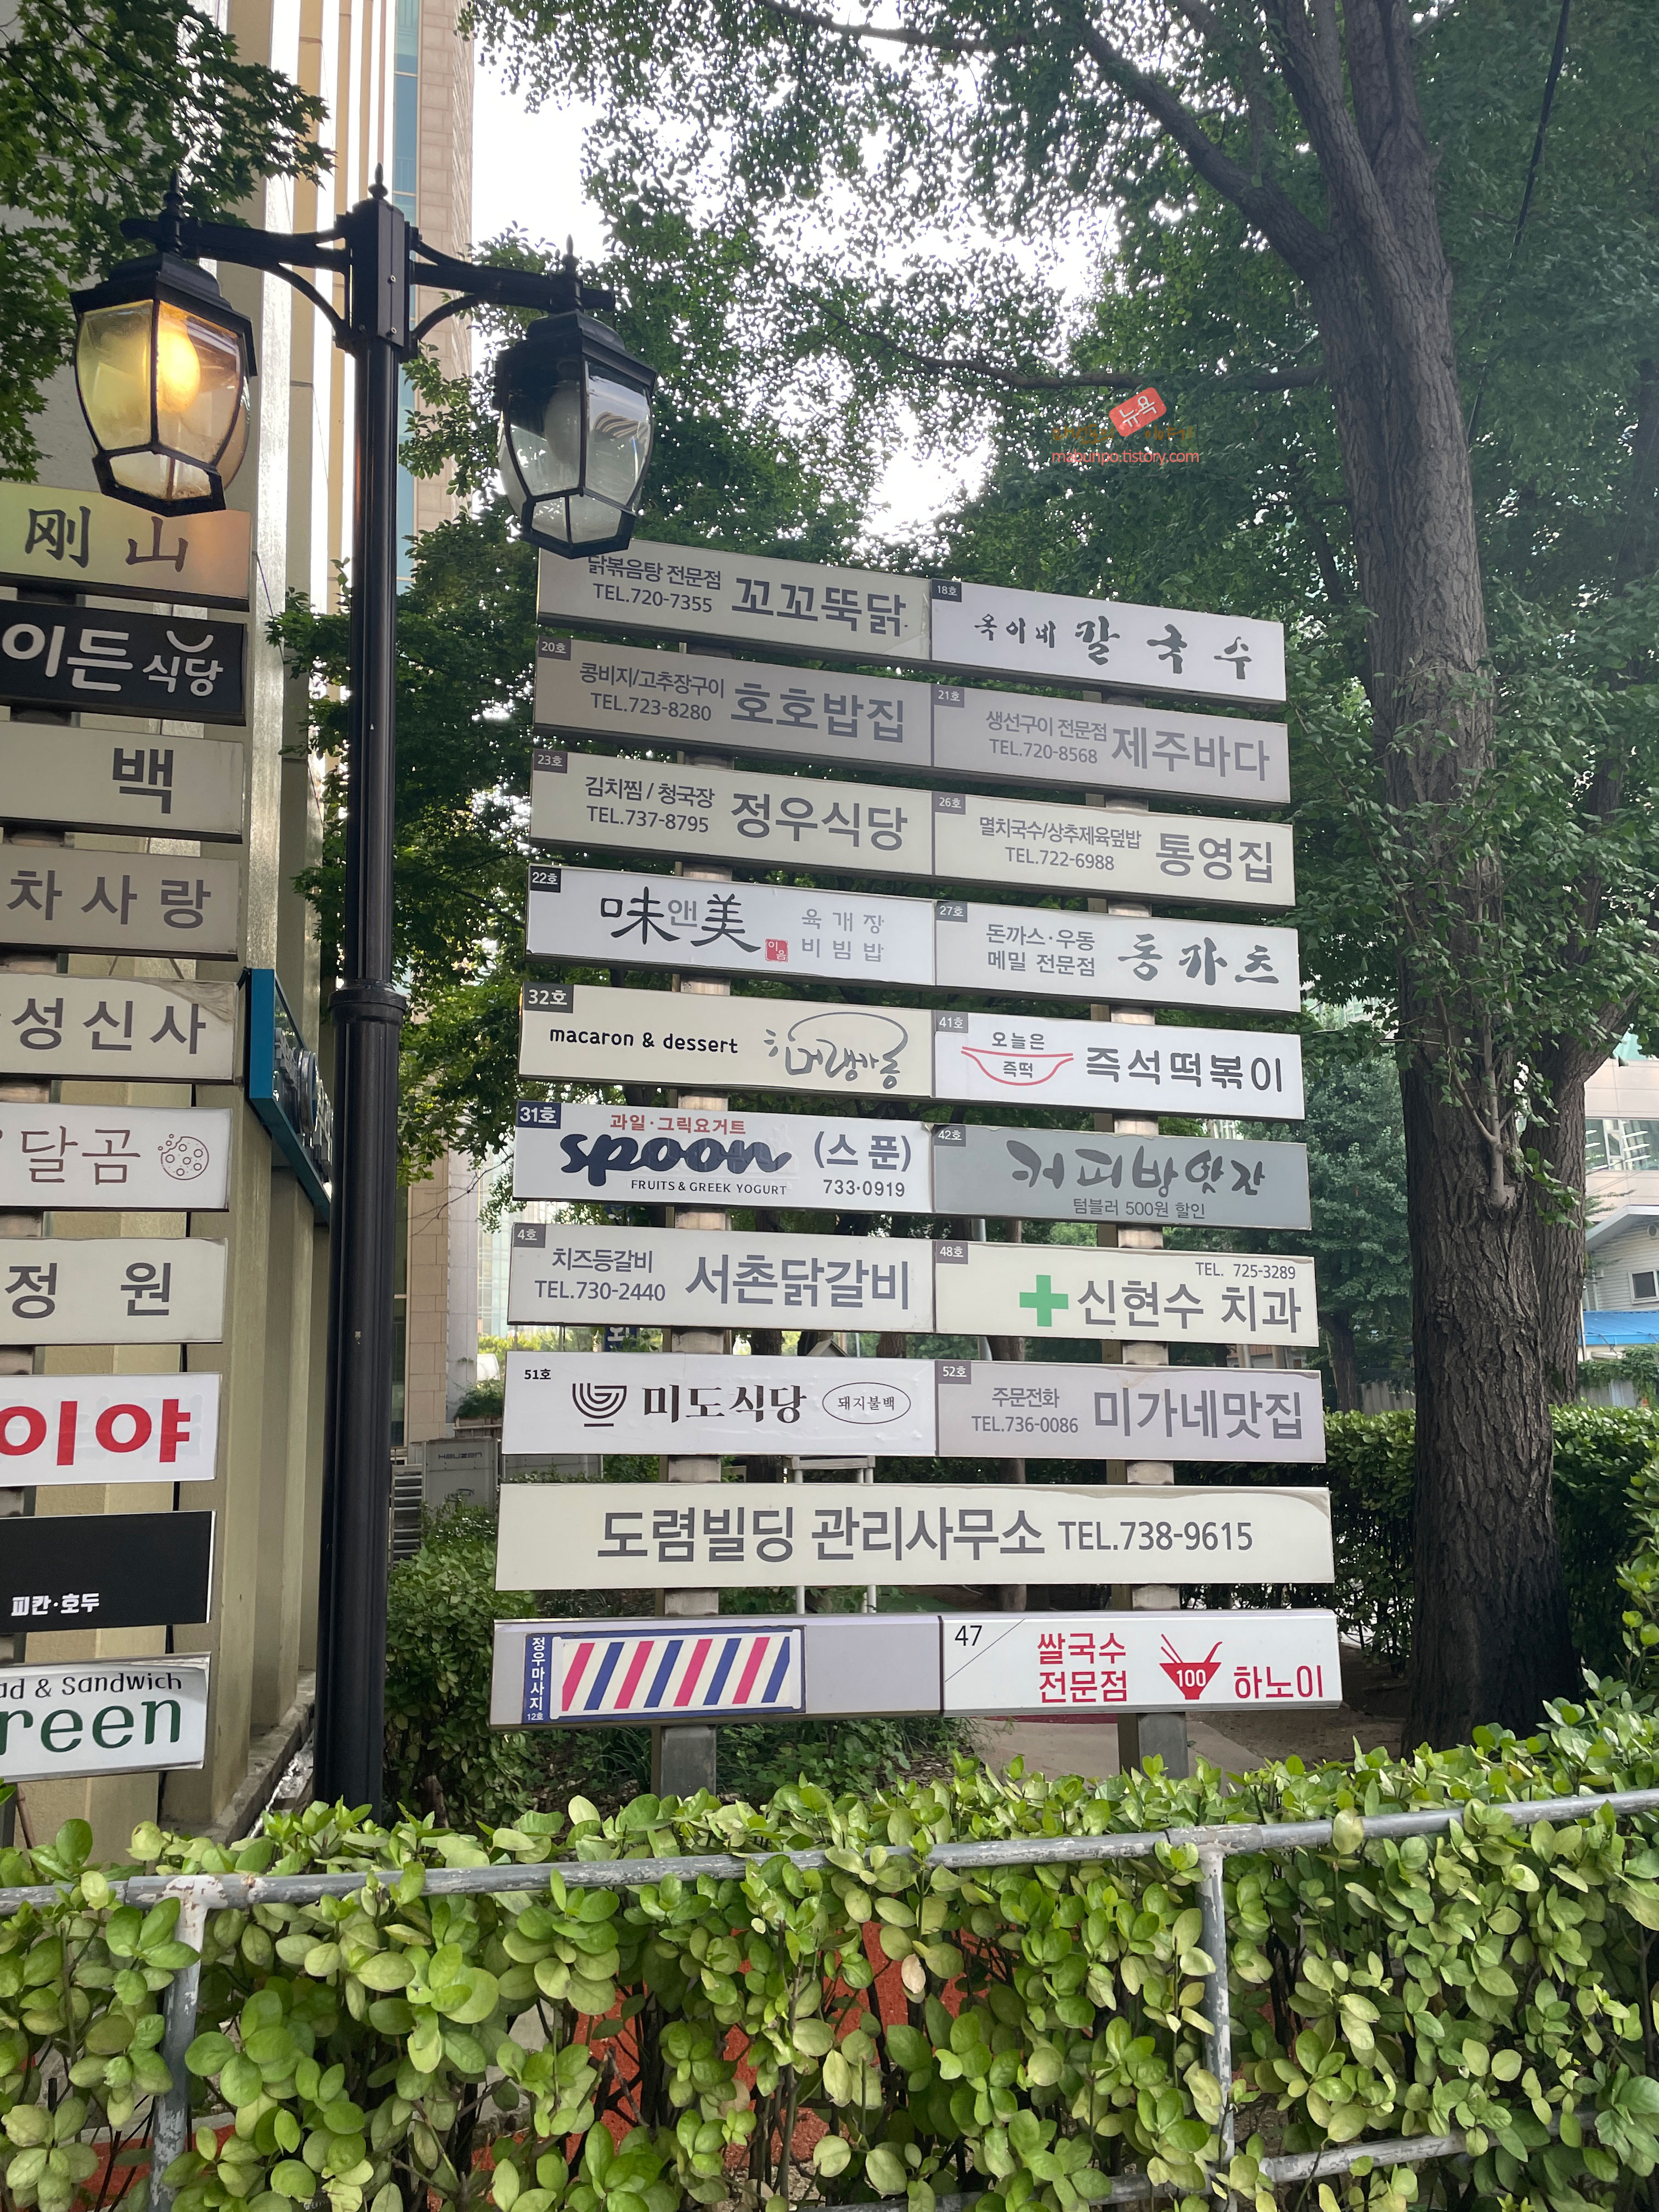 뉴욕
mapunpo.tistory.com
剛山
이든 식당
백
차사랑
성신사
달곰
정원
이야
피칸·호두
ad & Sandwich
reen
닭볶음탕 전문점
TEL.720-7355
꼬꼬뚝닭
18호
옥이네 칼국수
20호
콩비지/고추장구이
TEL.723-8280
호호밥집
21호
생선구이 전문점
TEL.720-8568
제주바다
23호
김치찜 / 청국장
TEL.737-8795
정우식당
26호
멸치국수/상추제육덮밥
TEL.722-6988
통영집
22호
味앤美
이음
육개장
비빔밥
27호
돈까스·우동
메밀 전문점
통카츠
32호
macaron & dessert
41호
오늘은
즉떡
즉석떡볶이
31호
과일·그릭요거트
spoon
FRUITS & GREEK YOGURT
(스푼)
733·0919
42호
커피방앗간
텀블러 500원 할인
4호
치즈등갈비
TEL.730-2440
서촌닭갈비
48호
TEL. 725-3289
신현수 치과
51호
미도식당
돼지불백
52호
주문전화
TEL.736-0086
미가네맛집
도렴빌딩 관리사무소 TEL.738-9615
정우마사지
12호
47
쌀국수
전문점
100
하노이